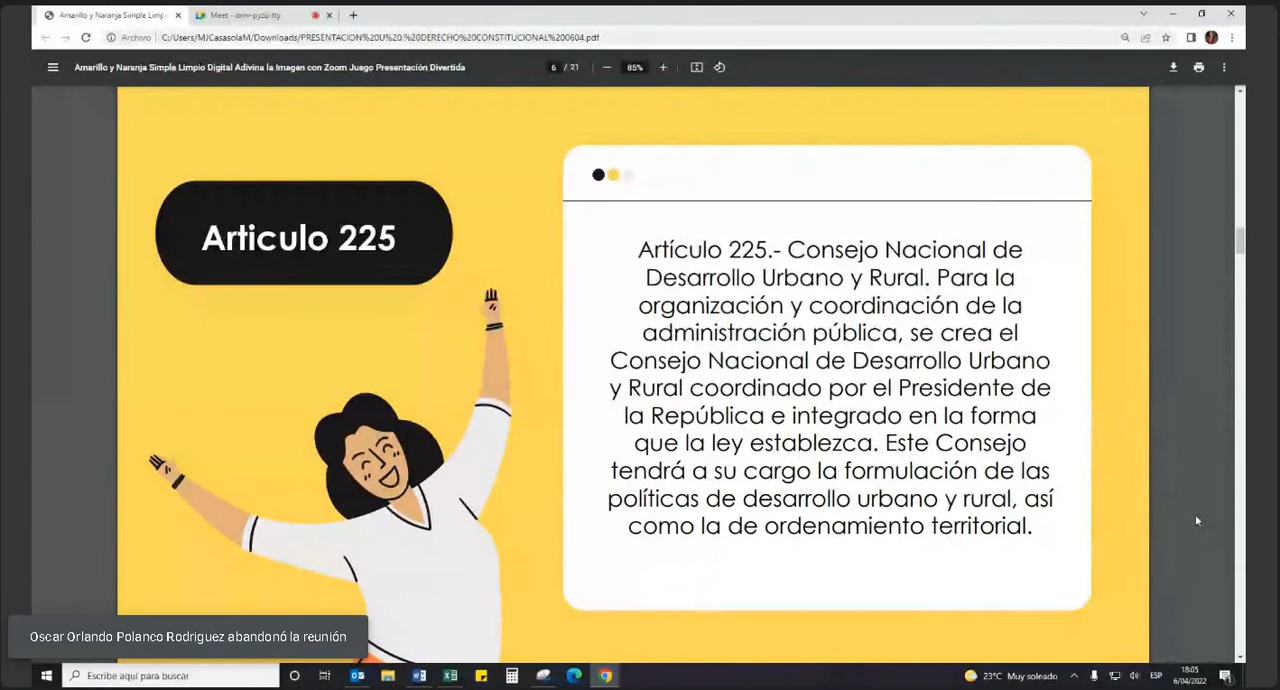 Amarillo y Naranja Simple Limp
Meet -
Archivo
C:/Users/MJCasasolaM/Downloads/PRESENTACION%20U%20.%20DERECHO%20CONSTITUCIONAL%200604.pdf
Amarillo y Naranja Simple Limpio Digital Adivina la Imagen con Zoom Juego Presentación Divertida
6 / 21
85%
Articulo 225
Artículo 225.- Consejo Nacional de
Desarrollo Urbano y Rural. Para la
organización y coordinación de la
administración pública, se crea el
Consejo Nacional de Desarrollo Urbano
y Rural coordinado por el Presidente de
la República e integrado en la forma
que la ley establezca. Este Consejo
tendrá a su cargo la formulación de las
políticas de desarrollo urbano y rural, así
como la de ordenamiento territorial.
Oscar Orlando Polanco Rodriguez abandonó la reunión
Escribe aquí para buscar
23°C Muy soleado
ESP
18:05
6/04/2022